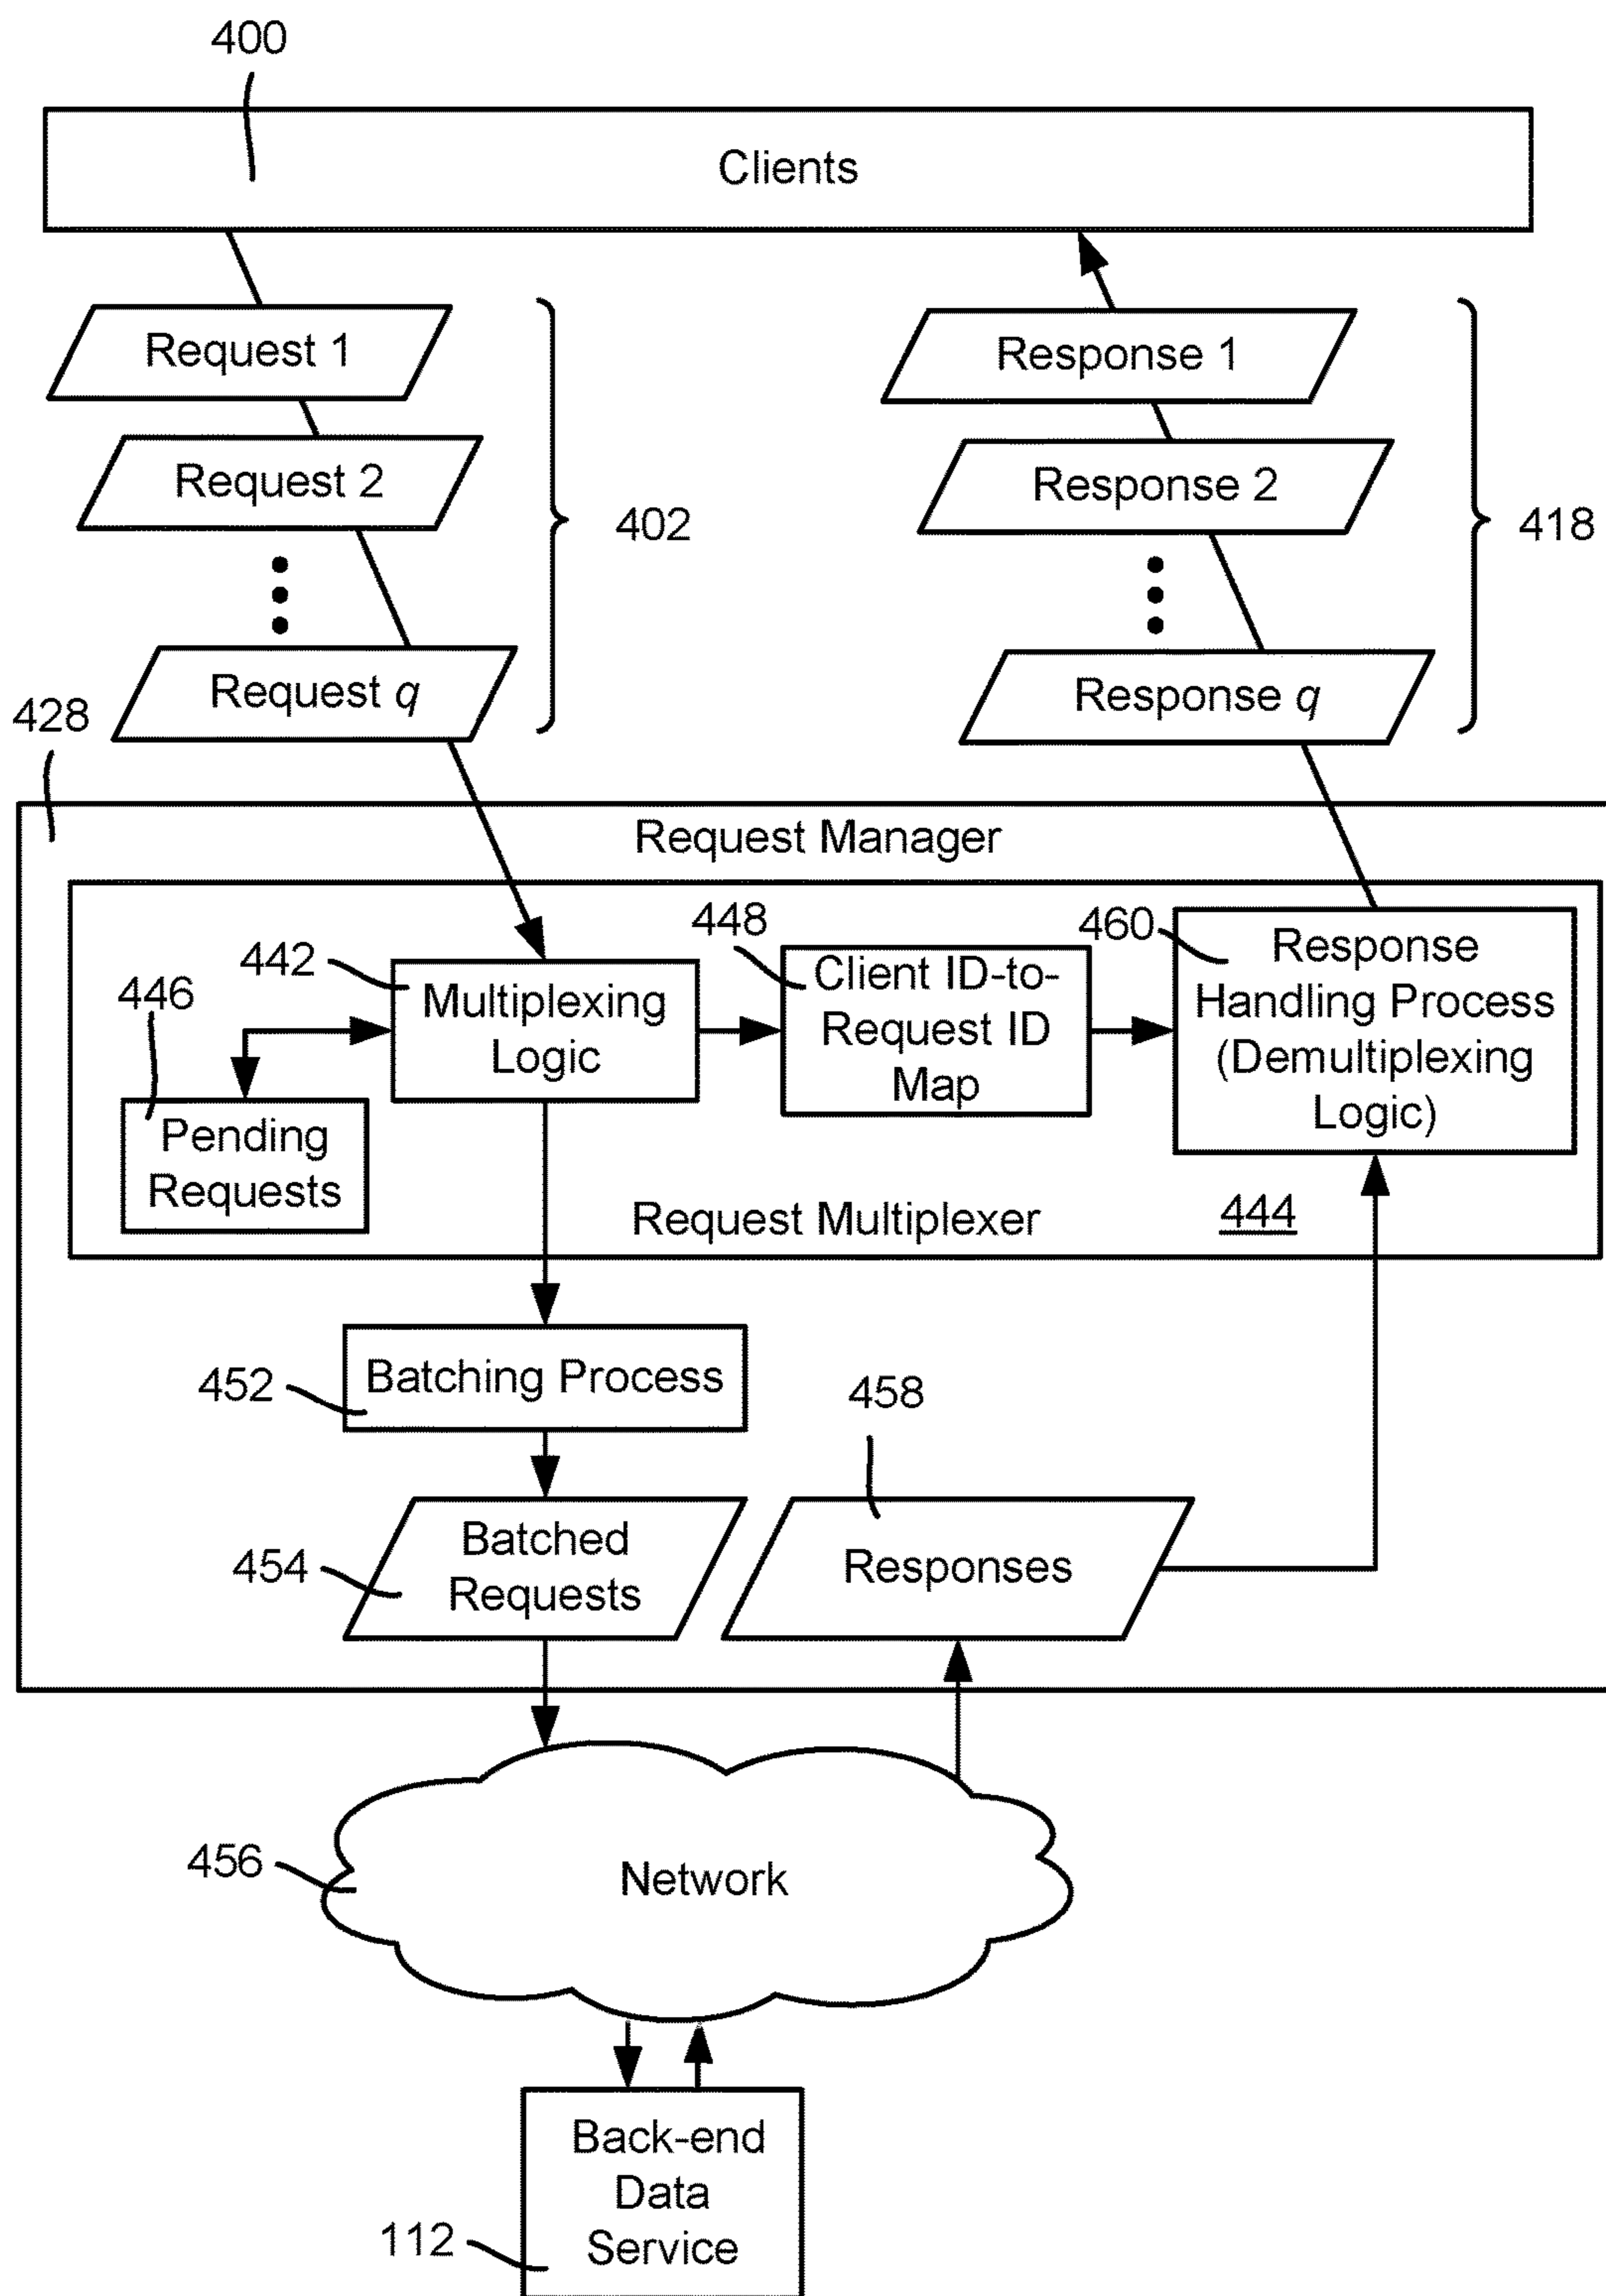 400
Clients
Request 1
Response 1
Request 2
Response 2
402
418
Request q
Response q
428
Request Manager
442
448
460
446
Multiplexing
Logic
Client ID-to-
Request ID
Map
Response
Handling Process
(Demultiplexing
Logic)
Pending
Requests
Request Multiplexer
444
Batching Process
452
458
Batched
Requests
454
Responses
456
Network
Back-end
Data
Service
112